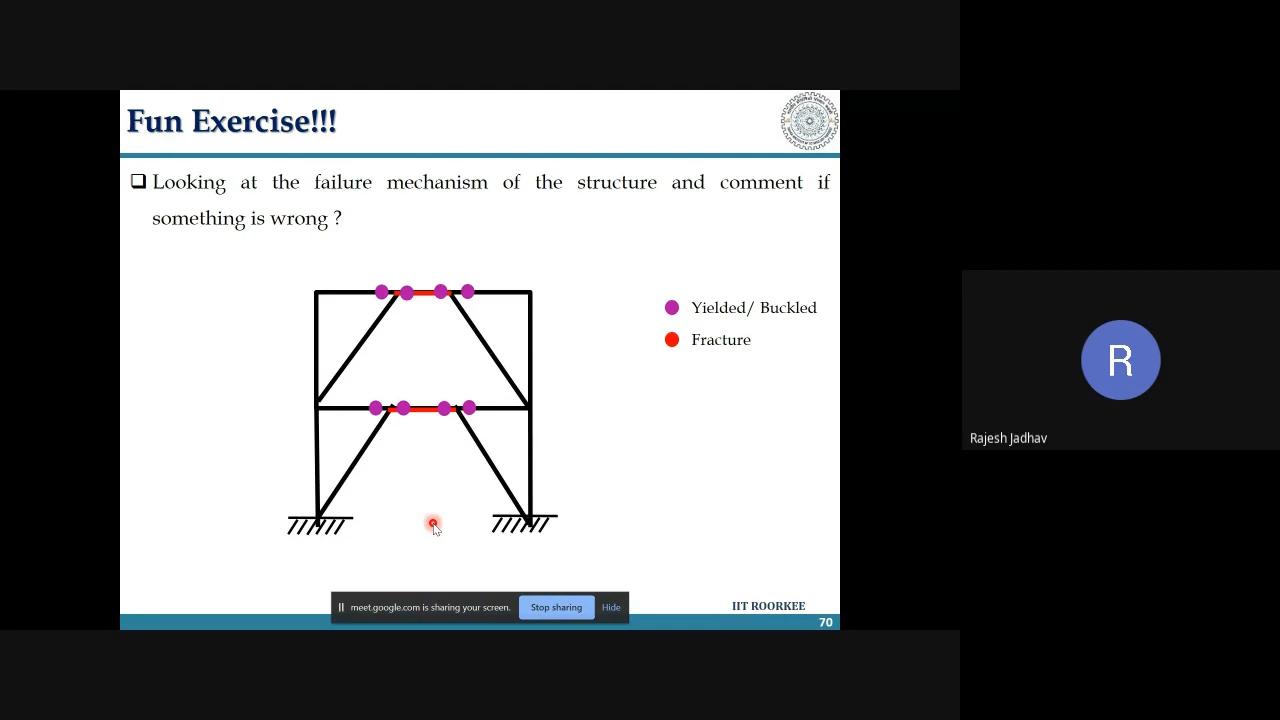 Fun Exercise!!!
Looking at the failure mechanism of the structure and comment if
something is wrong ?
Yielded/ Buckled
Fracture
R
Rajesh Jadhav
meet.google.com is sharing your screen.
Stop sharing
Hide
IIT ROORKEE
70